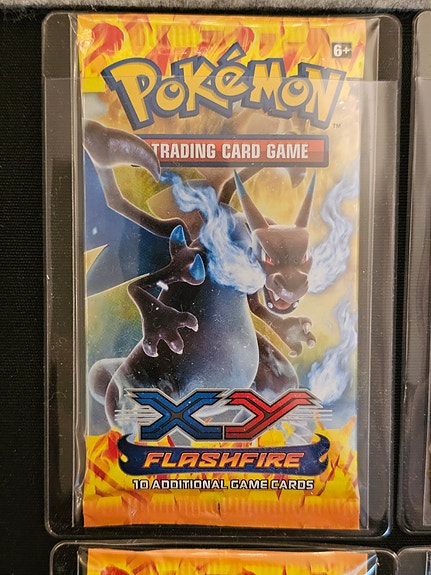 6+
POKéMON
TM
TRADING CARD GAME
XY
FLASHFIRE
10 ADDITIONAL GAME CARDS